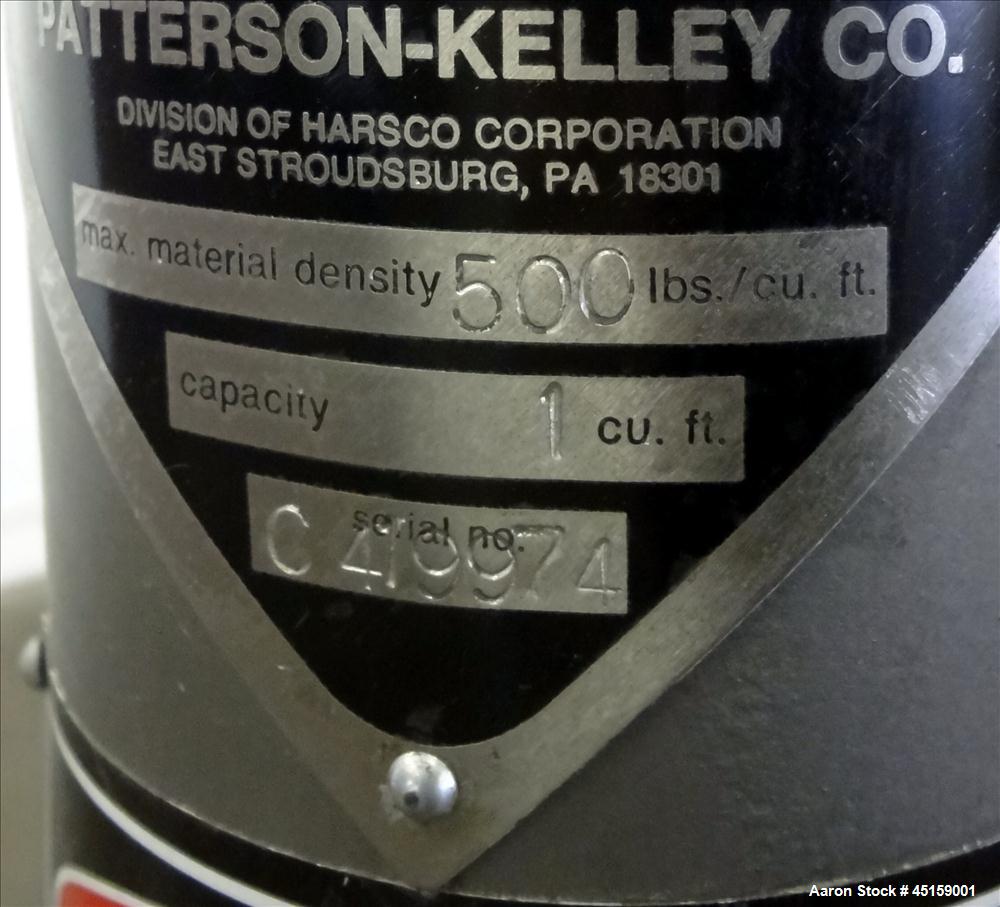 PATTERSON-KELLEY CO.
DIVISION OF HARSCO CORPORATION
EAST STROUDSBURG, PA 18301
max. material density 500 lbs./cu. ft.
capacity 1 cu. ft.
serial no.
C 419974
Aaron Stock # 45159001